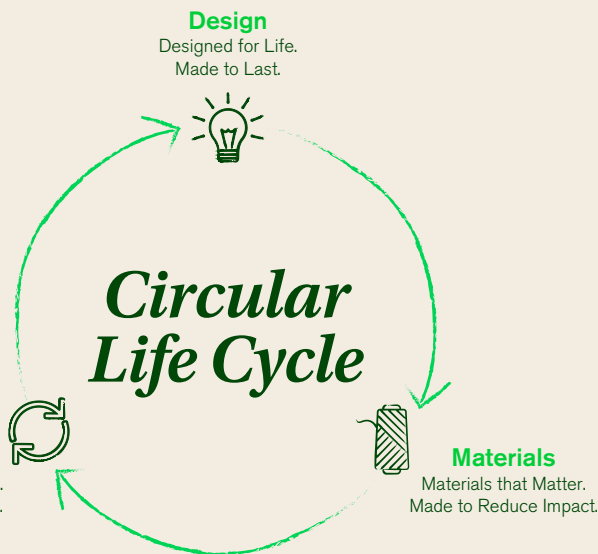 Design
Designed for Life.
Made to Last.
Circular
Life Cycle
Materials
Materials that Matter.
Made to Reduce Impact.